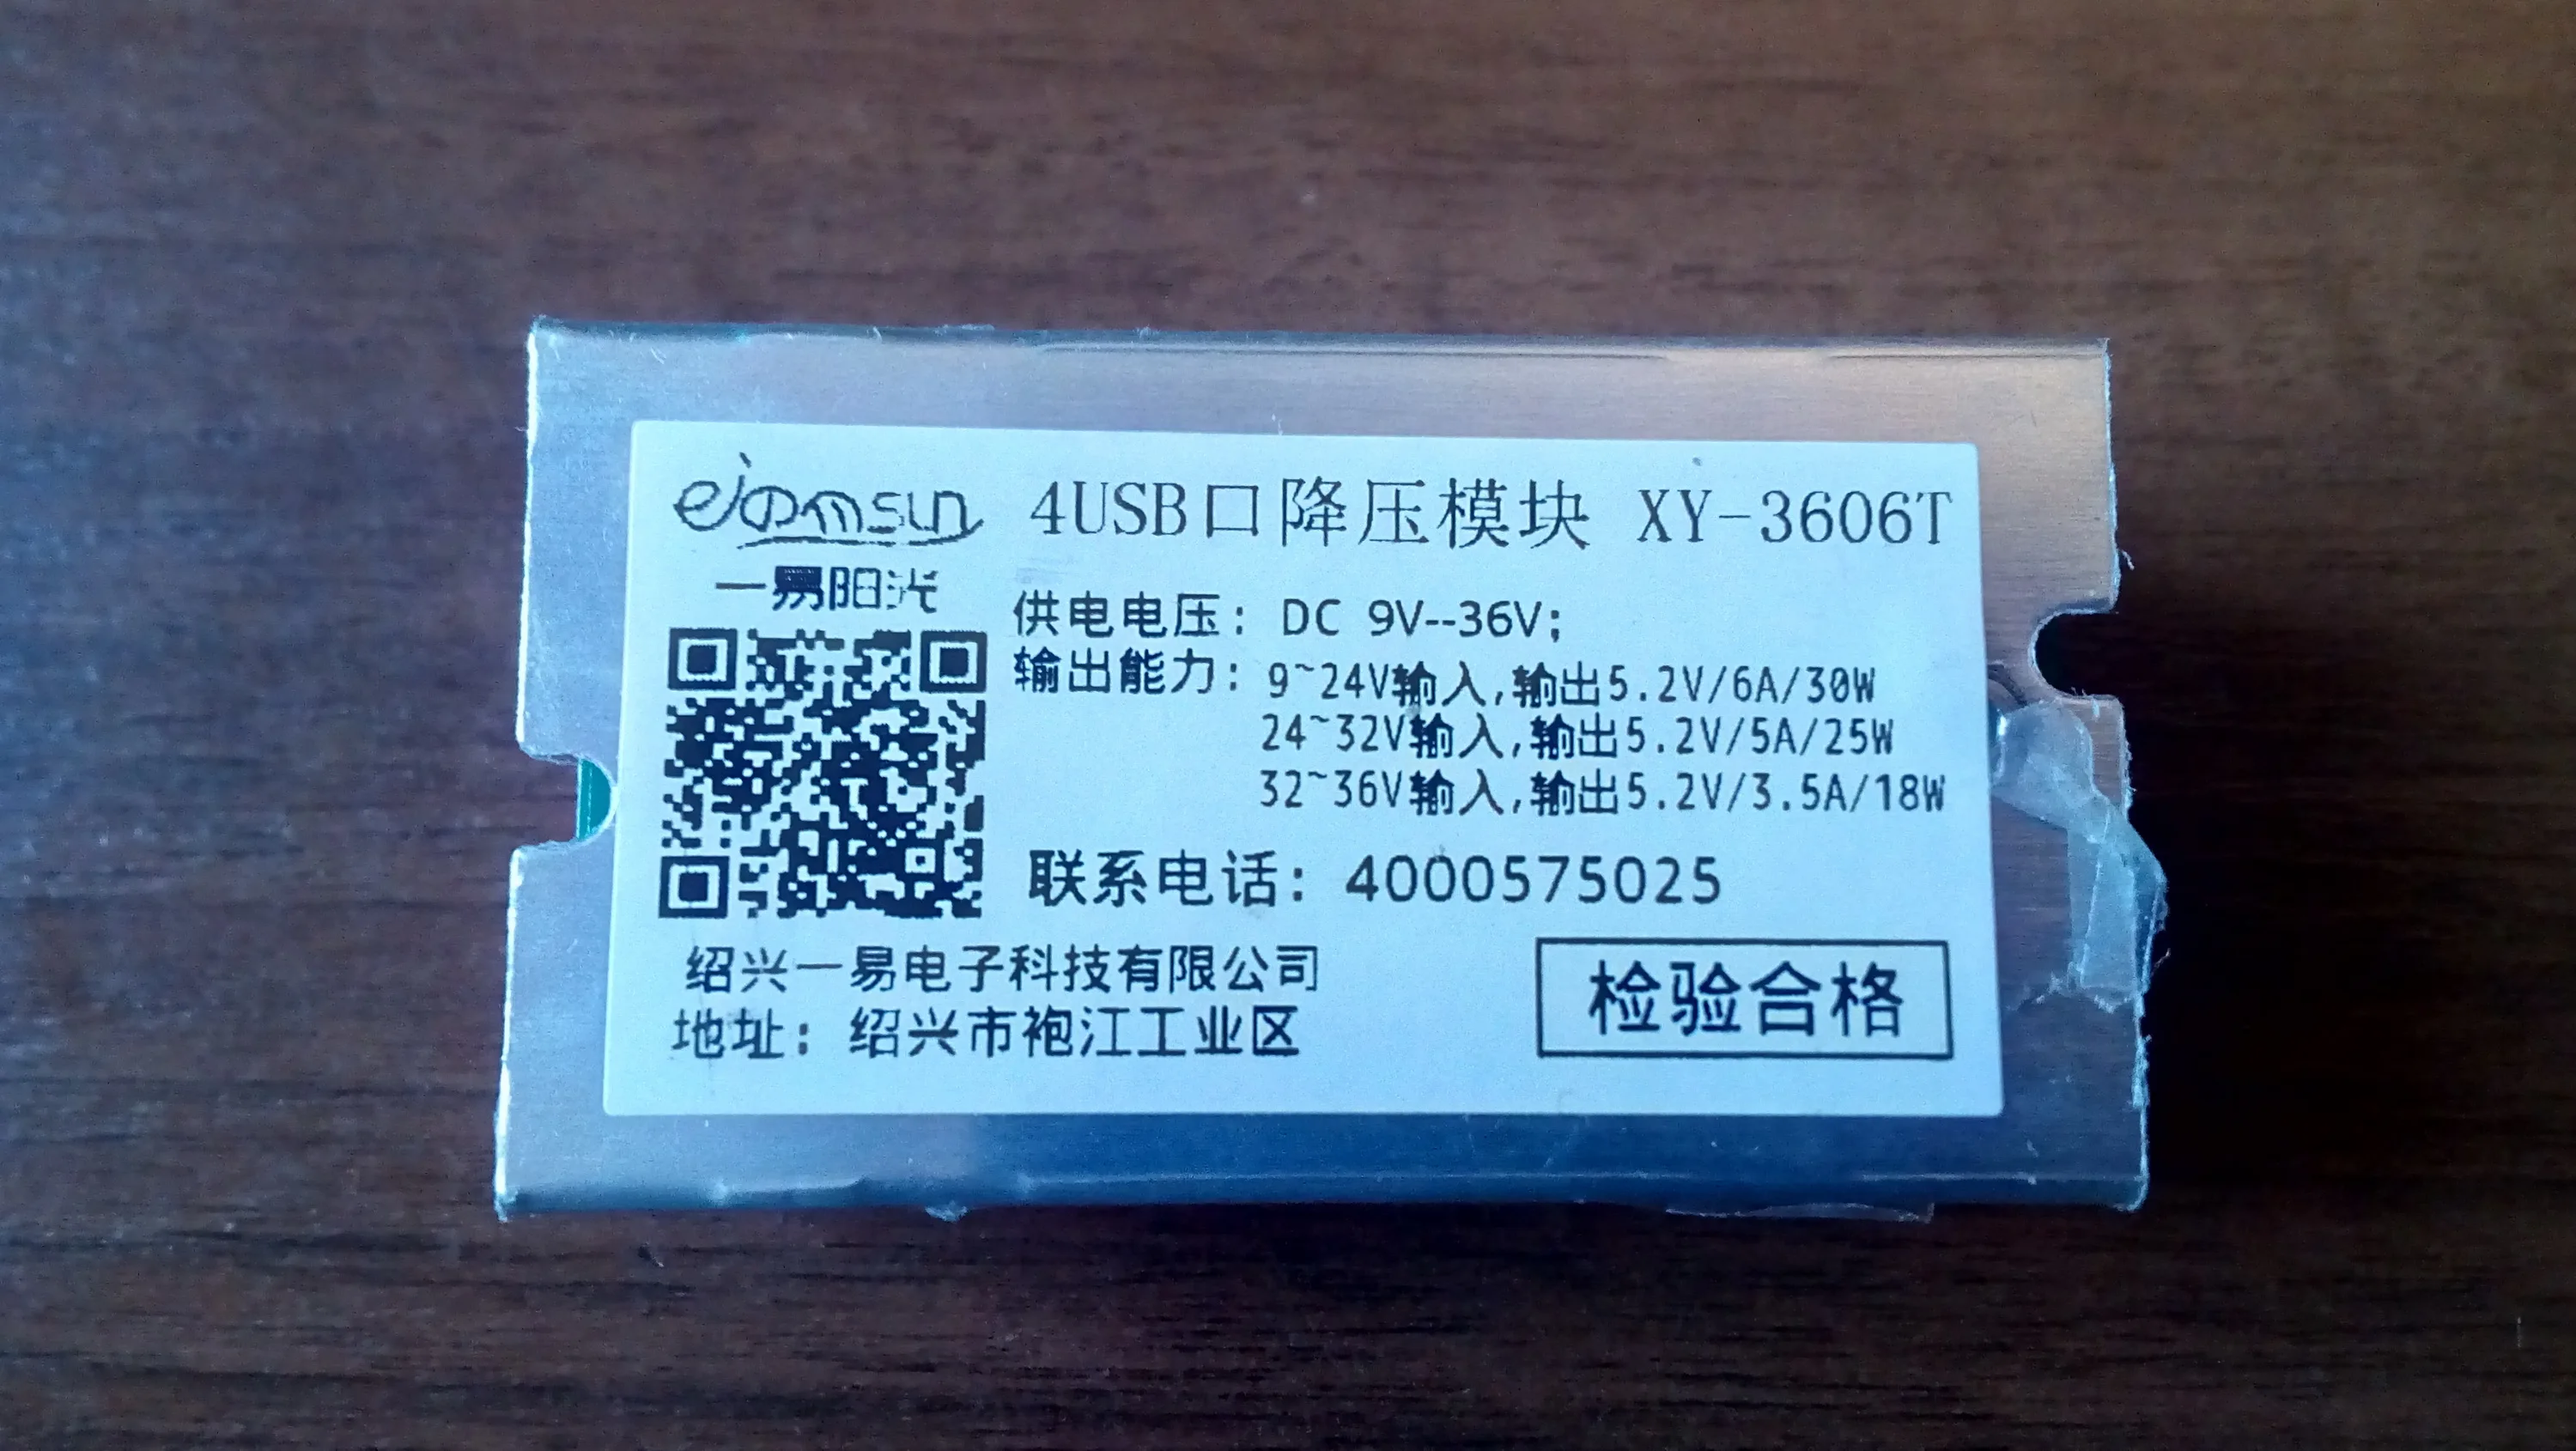 ejoomsun 4USB口降压模块 XY-3606T
一易阳光
供电电压: DC 9V--36V;
输出能力: 9~24V输入,输出5.2V/6A/30W
24~32V输入,输出5.2V/5A/25W
32~36V输入,输出5.2V/3.5A/18W
联系电话: 4000575025
绍兴一易电子科技有限公司
地址: 绍兴市袍江工业区
检验合格